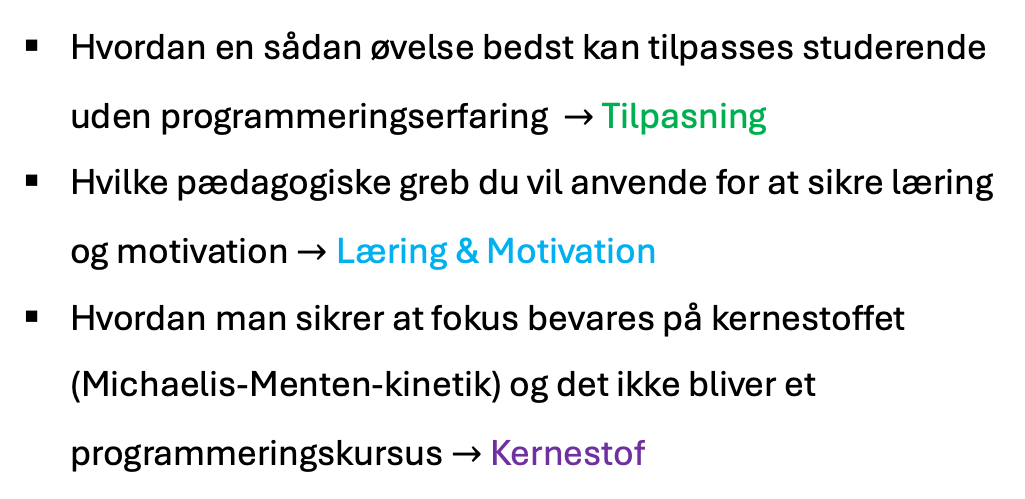 ▪ Hvordan en sådan øvelse bedst kan tilpasses studerende
uden programmeringserfaring → Tilpasning
▪ Hvilke pædagogiske greb du vil anvende for at sikre læring
og motivation → Læring & Motivation
▪ Hvordan man sikrer at fokus bevares på kernestoffet
(Michaelis-Menten-kinetik) og det ikke bliver et
programmeringskursus → Kernestof